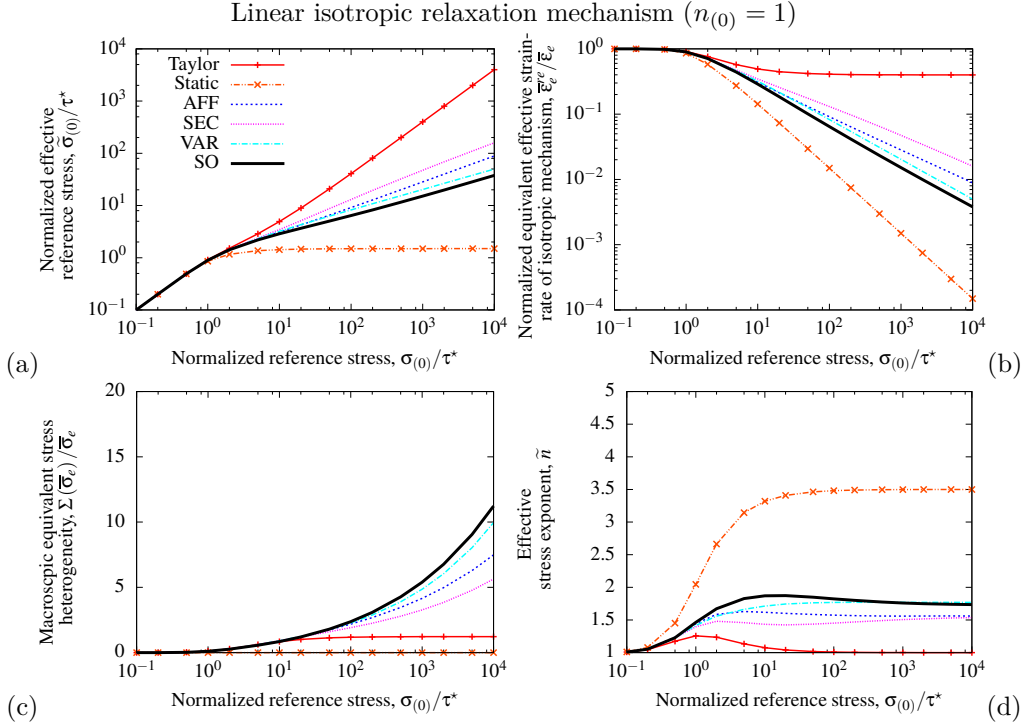 Linear isotropic relaxation mechanism (n(0) = 1)
Normalized effective
reference stress, σ̃(0)/τ*
10^4
10^3
10^2
10^1
10^0
10^-1
Taylor
Static
AFF
SEC
VAR
SO
10^-1 10^0 10^1 10^2 10^3 10^4
Normalized reference stress, σ(0)/τ*
(a)
Normalized equivalent effective strain-
rate of isotropic mechanism, ε̅̇_e^re/ε̅̇_e
10^0
10^-1
10^-2
10^-3
10^-4
10^-1 10^0 10^1 10^2 10^3 10^4
Normalized reference stress, σ(0)/τ*
(b)
Macroscpic equivalent stress
heterogeneity, Σ(σ̅_e)/σ̅_e
20
15
10
5
0
10^-1 10^0 10^1 10^2 10^3 10^4
Normalized reference stress, σ(0)/τ*
(c)
Effective
stress exponent, ñ
5
4.5
4
3.5
3
2.5
2
1.5
1
10^-1 10^0 10^1 10^2 10^3 10^4
Normalized reference stress, σ(0)/τ*
(d)